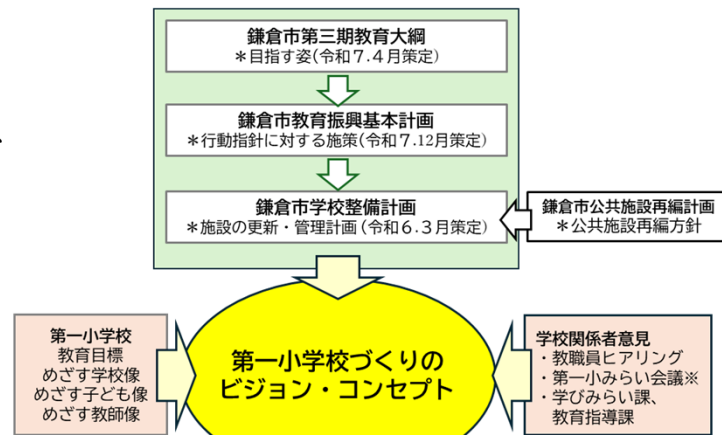 鎌倉市第三期教育大綱
＊目指す姿(令和７.４月策定)
鎌倉市教育振興基本計画
＊行動指針に対する施策(令和７.12月策定)
鎌倉市学校整備計画
＊施設の更新・管理計画(令和６.３月策定)
鎌倉市公共施設再編計画
＊公共施設再編方針
第一小学校
教育目標
めざす学校像
めざす子ども像
めざす教師像
第一小学校づくりの
ビジョン・コンセプト
学校関係者意見
・教職員ヒアリング
・第一小みらい会議※
・学びみらい課、
教育指導課